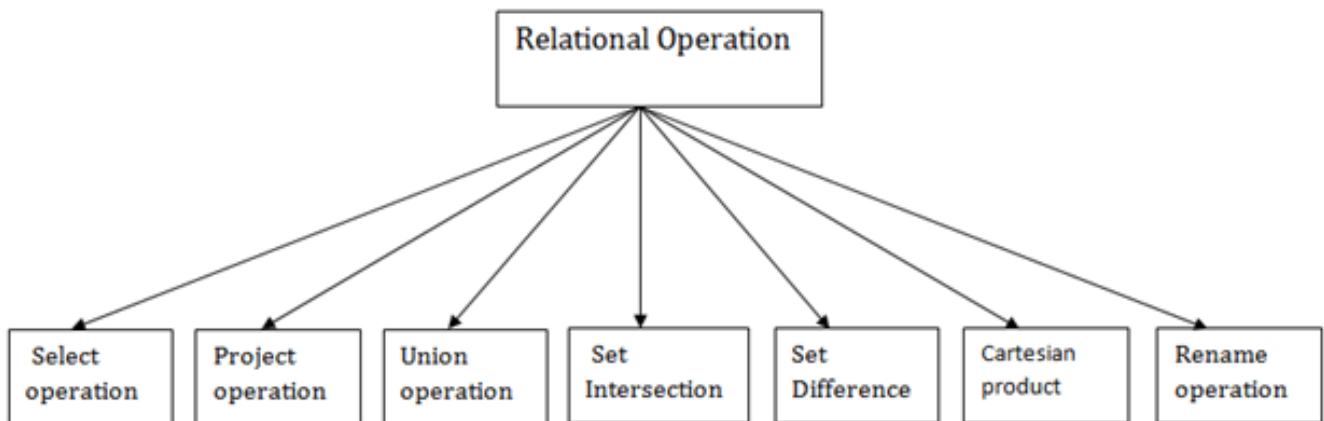 Relational Operation
Select
operation
Project
operation
Union
operation
Set
Intersection
Set
Difference
Cartesian
product
Rename
operation